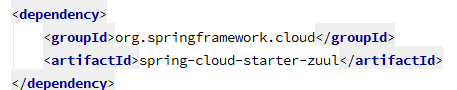 <dependency>
    <groupId>org.springframework.cloud</groupId>
    <artifactId>spring-cloud-starter-zuul</artifactId>
</dependency>